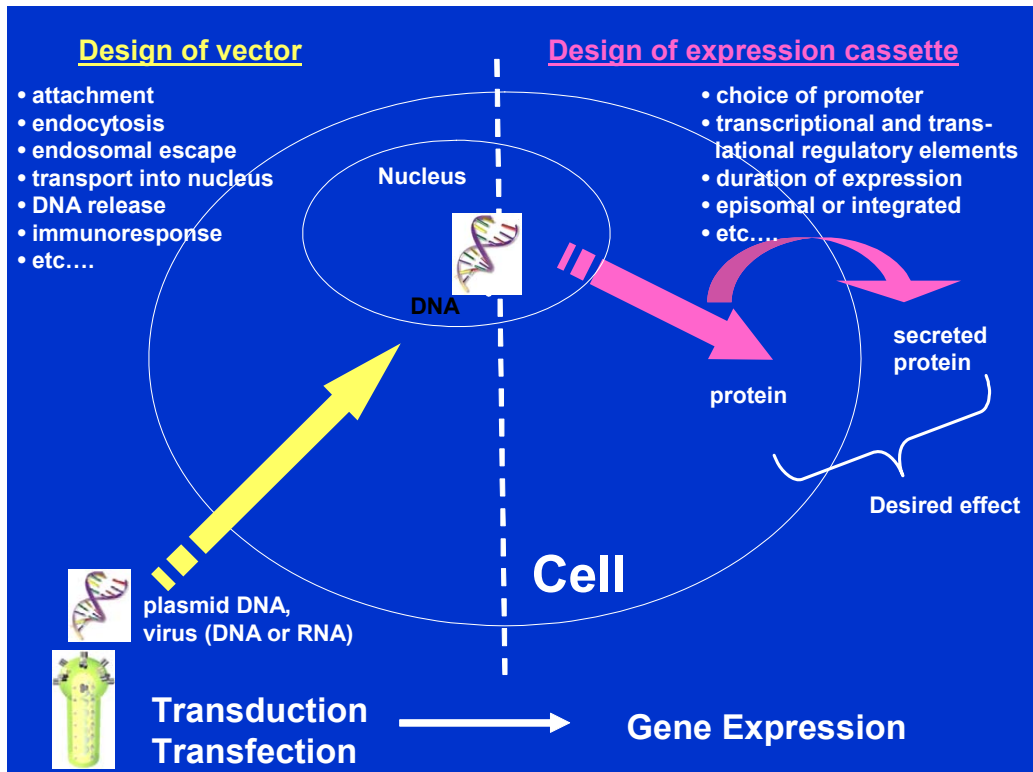 Design of vector
• attachment
• endocytosis
• endosomal escape
• transport into nucleus
• DNA release
• immunoresponse
• etc….
Design of expression cassette
• choice of promoter
• transcriptional and trans-
lational regulatory elements
• duration of expression
• episomal or integrated
• etc….
Nucleus
DNA
protein
secreted
protein
Desired effect
Cell
plasmid DNA,
virus (DNA or RNA)
Transduction
Transfection
Gene Expression